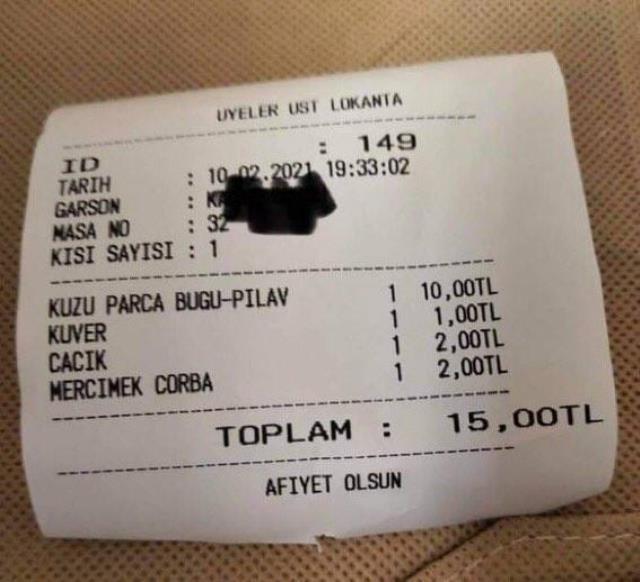 UYELER UST LOKANTA
ID : 149
TARIH : 10.02.2021 19:33:02
GARSON :
MASA NO : 32
KISI SAYISI : 1
KUZU PARCA BUGU-PILAV 1 10,00TL
KUVER 1 1,00TL
CACIK 1 2,00TL
MERCIMEK CORBA 1 2,00TL
TOPLAM : 15,00TL
AFIYET OLSUN